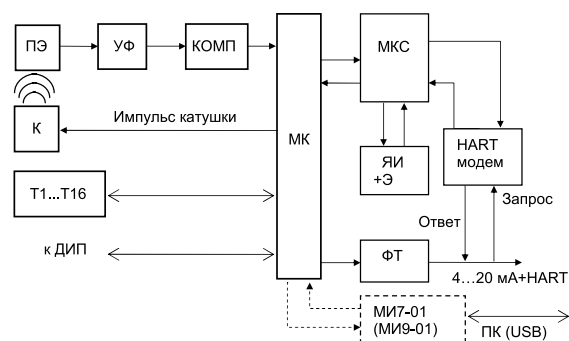 ПЭ
УФ
КОМП
МКС
К
Импульс катушки
МК
HART
модем
ЯИ
+Э
Т1...Т16
Запрос
Ответ
к ДИП
ФТ
4...20 мА+HART
МИ7-01
(МИ9-01)
ПК (USB)